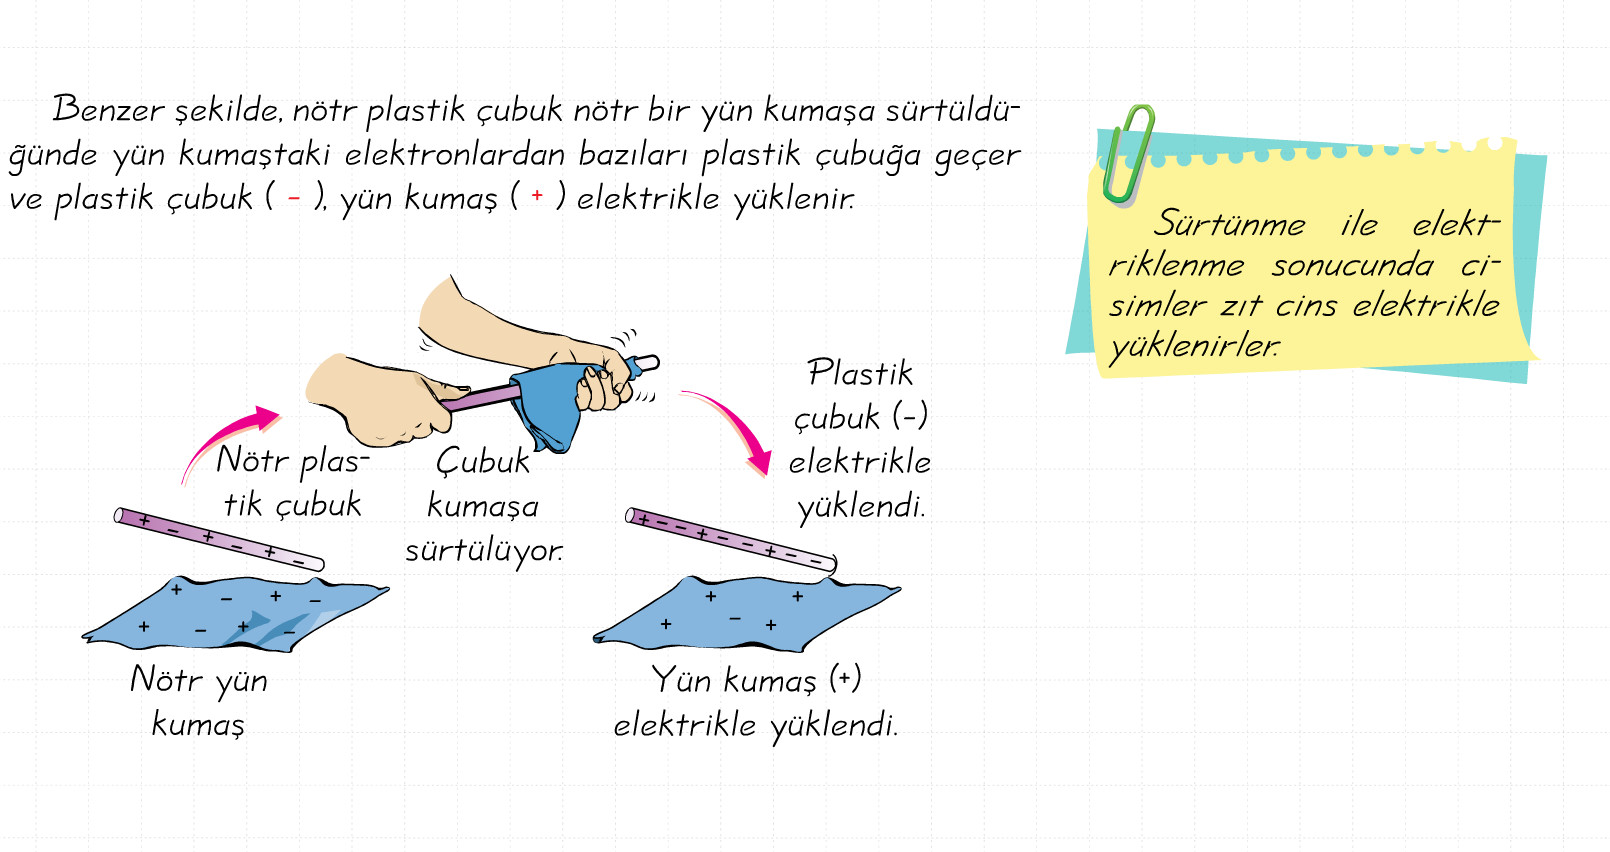 Benzer şekilde, nötr plastik çubuk nötr bir yün kumaşa sürtüldü-
ğünde yün kumaştaki elektronlardan bazıları plastik çubuğa geçer
ve plastik çubuk ( - ), yün kumaş ( + ) elektrikle yüklenir.
Sürtünme ile elekt-
riklenme sonucunda ci-
simler zıt cins elektrikle
yüklenirler.
Nötr plas-
tik çubuk
Çubuk
kumaşa
sürtülüyor.
Plastik
çubuk (-)
elektrikle
yüklendi.
+ - + - + -
+ - - + - - + - -
+ - + -
+ - + -
+ +
+ - +
Nötr yün
kumaş
Yün kumaş (+)
elektrikle yüklendi.